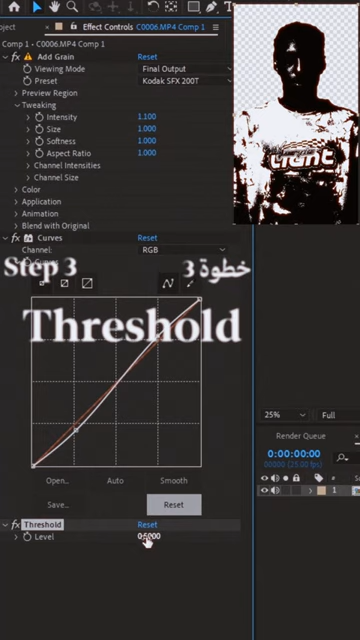 oject
Effect Controls C0006.MP4 Comp 1
Comp 1 • C0006.MP4 Comp 1
fx Add Grain Reset
Viewing Mode Final Output
Preset Kodak SFX 200T
Preview Region
Tweaking
Intensity 1.100
Size 1.000
Softness 1.000
Aspect Ratio 1.000
Channel Intensities
Channel Size
Color
Application
Animation
Blend with Original
fx Curves Reset
Channel: RGB
Step 3
خطوة 3
Threshold
Open... Auto Smooth
Save... Reset
fx Threshold Reset
Level
25% Full
Render Queue
0:00:00:00
1